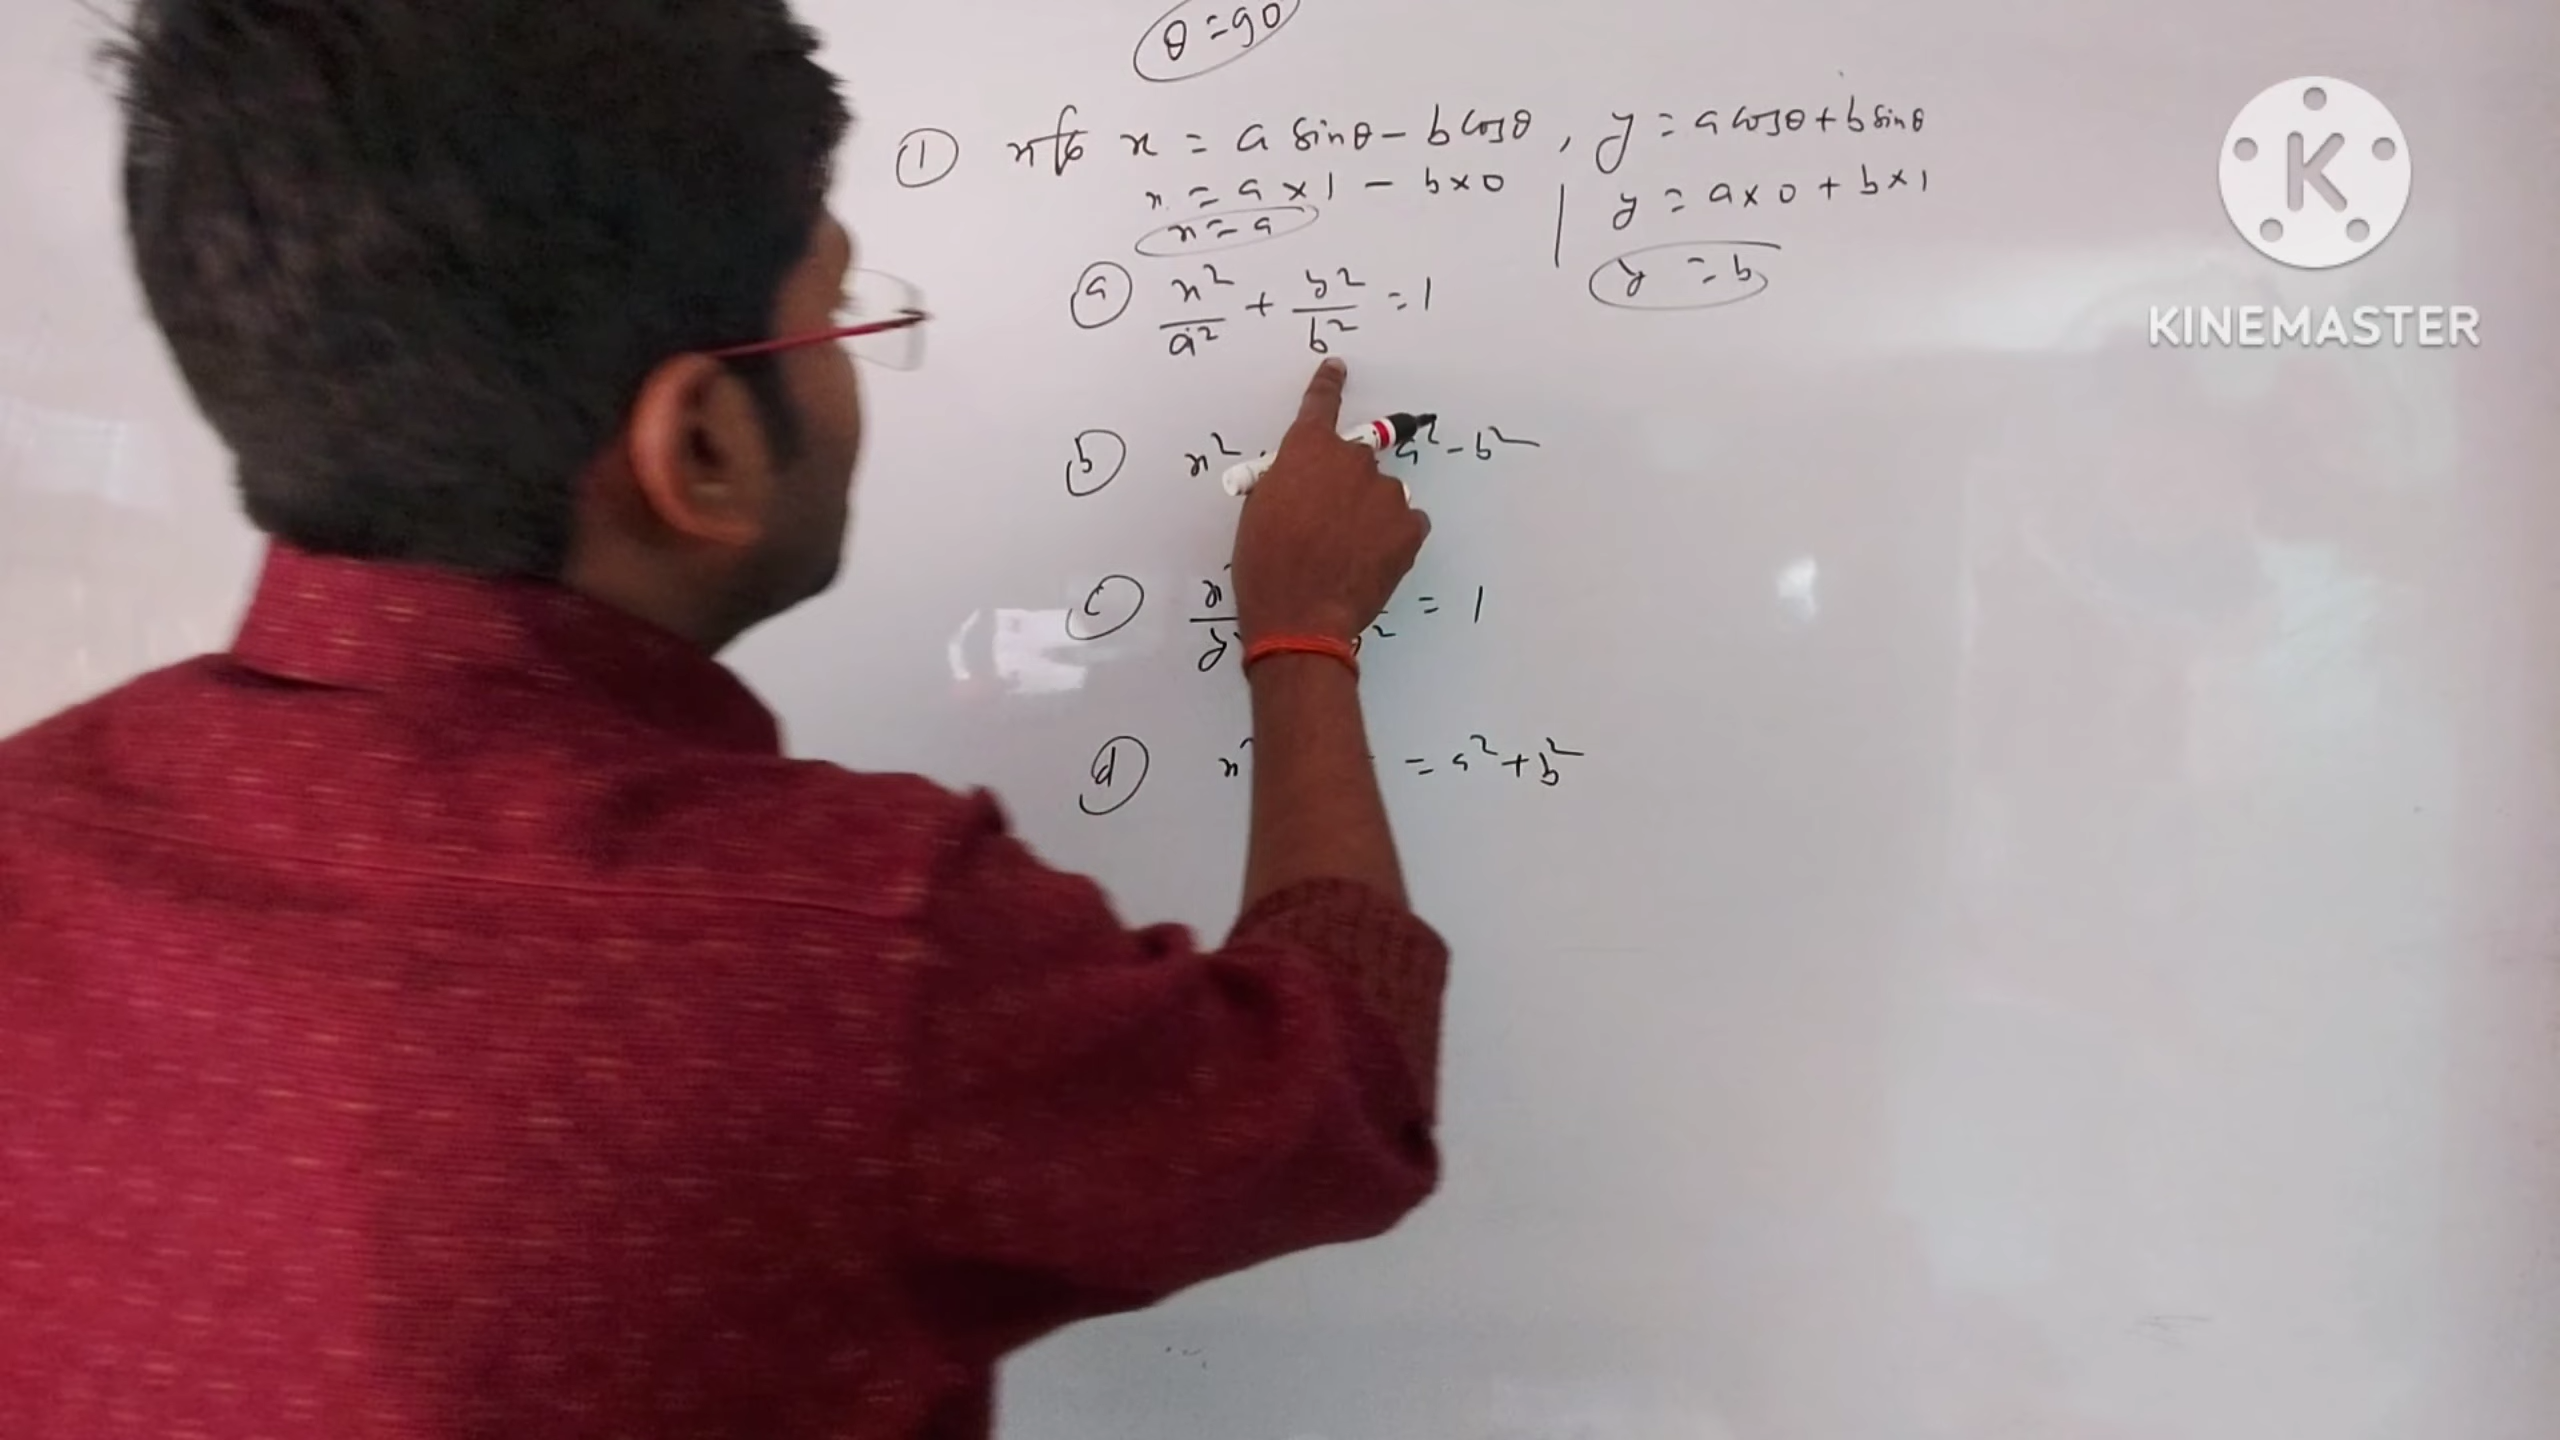 θ = 90
① यदि x = a sinθ - b cosθ , y = a cosθ + b sinθ
x = a × 1 - b × 0 | y = a × 0 + b × 1
x = a
y = b
ⓐ x²/a² + y²/b² = 1
ⓑ x² a² - b²
ⓒ = 1
ⓓ = a² + b²
K
KINEMASTER